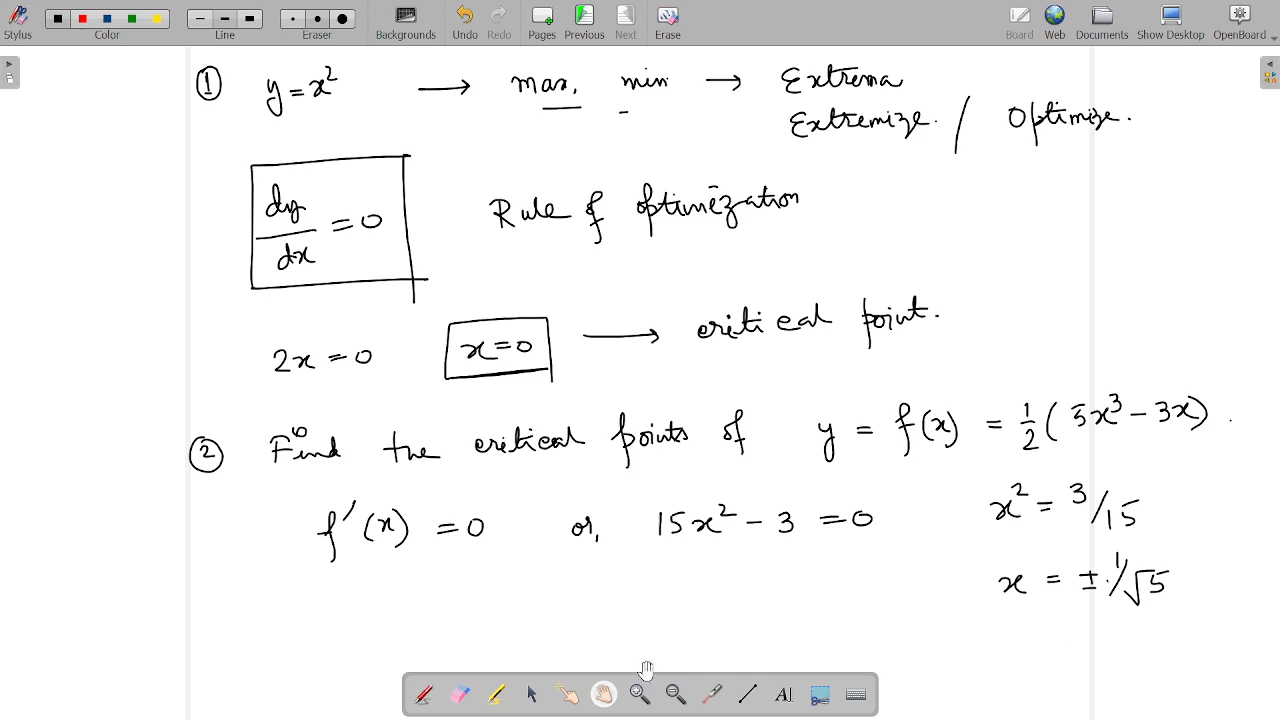 Stylus Color Line Eraser Backgrounds Undo Redo Pages Previous Next Erase Board Web Documents Show Desktop OpenBoard
① y = x² → max, min → Extrema
Extremize. / Optimize.
dy/dx = 0 Rule of optimization
2x = 0 x = 0 → critical point.
② Find the critical points of y = f(x) = 1/2 (5x³ − 3x).
f′(x) = 0 or, 15x² − 3 = 0 x² = 3/15
x = ± 1/√5